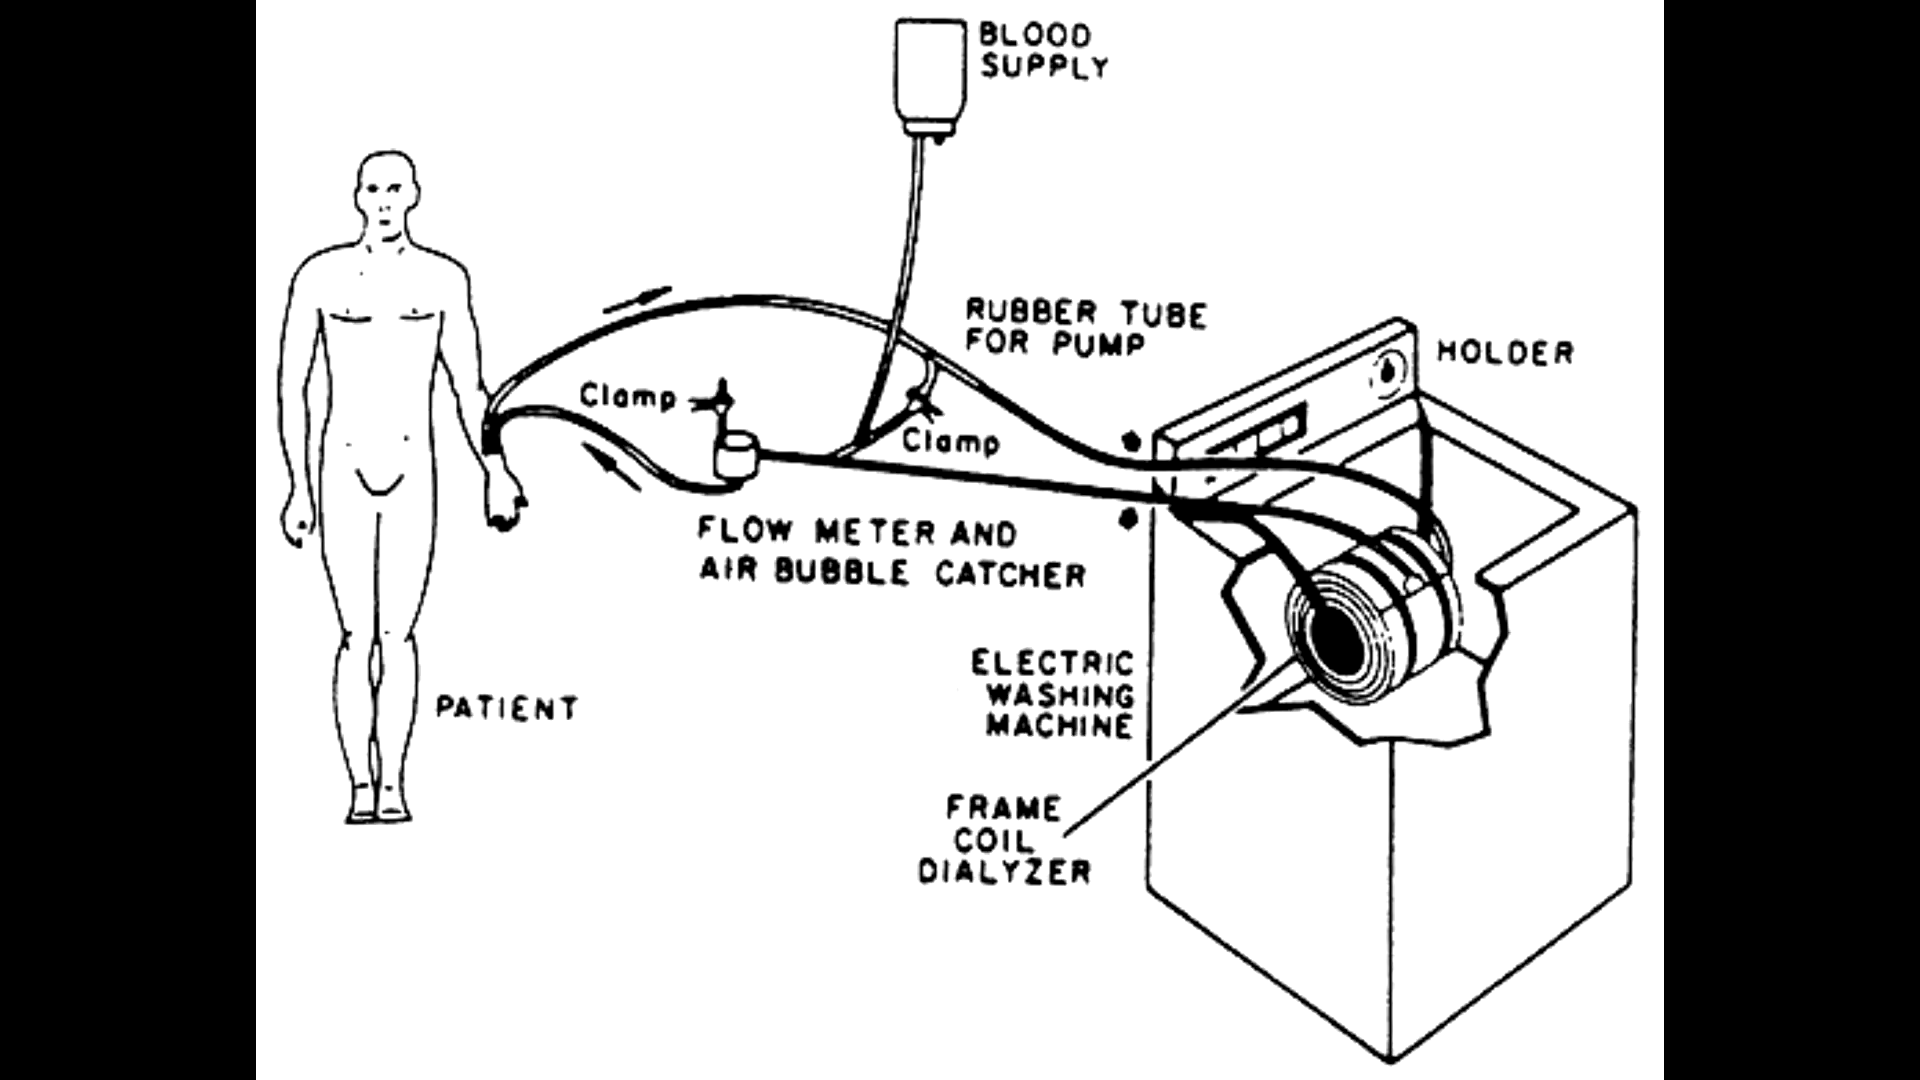 BLOOD
SUPPLY
RUBBER TUBE
FOR PUMP
HOLDER
Clamp
Clamp
FLOW METER AND
AIR BUBBLE CATCHER
ELECTRIC
WASHING
MACHINE
PATIENT
FRAME
COIL
DIALYZER